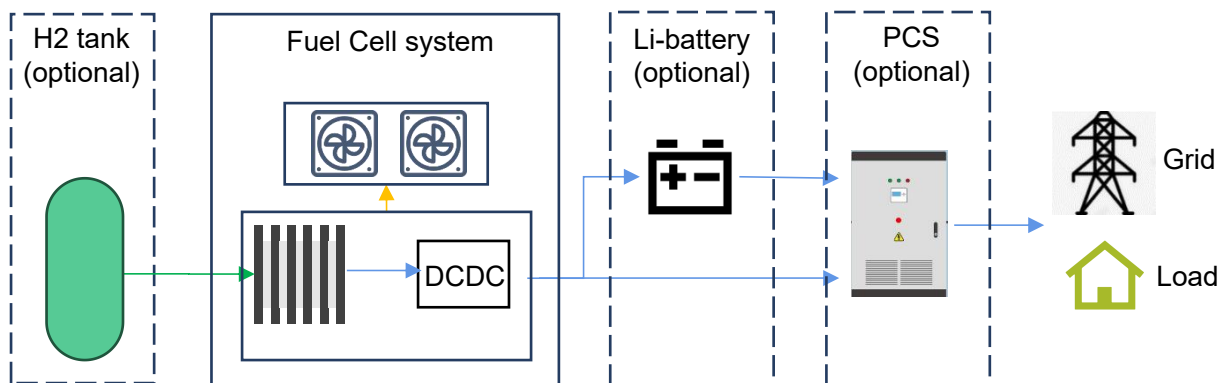 H2 tank
(optional)
Fuel Cell system
Li-battery
(optional)
PCS
(optional)
Grid
DCDC
Load